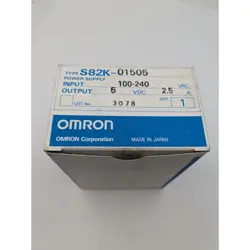 TYPE S82K-01505
POWER SUPPLY
INPUT 100-240 VAC
OUTPUT 5 VDC 2.5 A
LOT No. 3078 QTY. 1
OMRON
OMRON Corporation MADE IN JAPAN